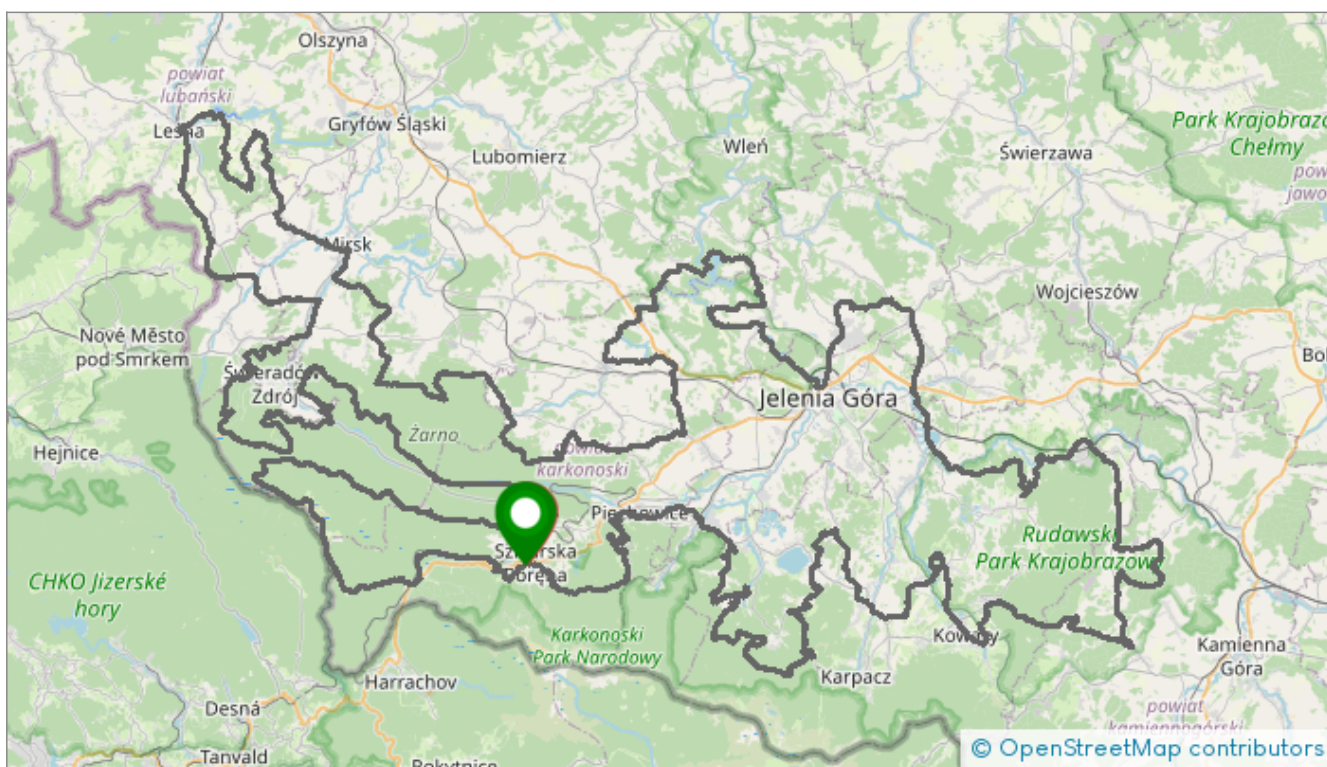 Olszyna
powiat
lubański
Leśna
Gryfów Śląski
Lubomierz
Wleń
Świerzawa
Park Krajobrazo
Chełmy
pow
jawo
Mirsk
Wojcieszów
Nové Město
pod Smrkem
Świeradów
Zdrój
Bol
Jelenia Góra
Żarno
Hejnice
powiat
karkonoski
Piechowice
Szklarska
Poręba
Rudawski
Park Krajobrazowy
CHKO Jizerské
hory
Karkonoski
Park Narodowy
Kowary
Kamienna
Góra
Karpacz
Harrachov
Desná
powiat
kamiennogórski
Tanvald
Rokytnice
© OpenStreetMap contributors